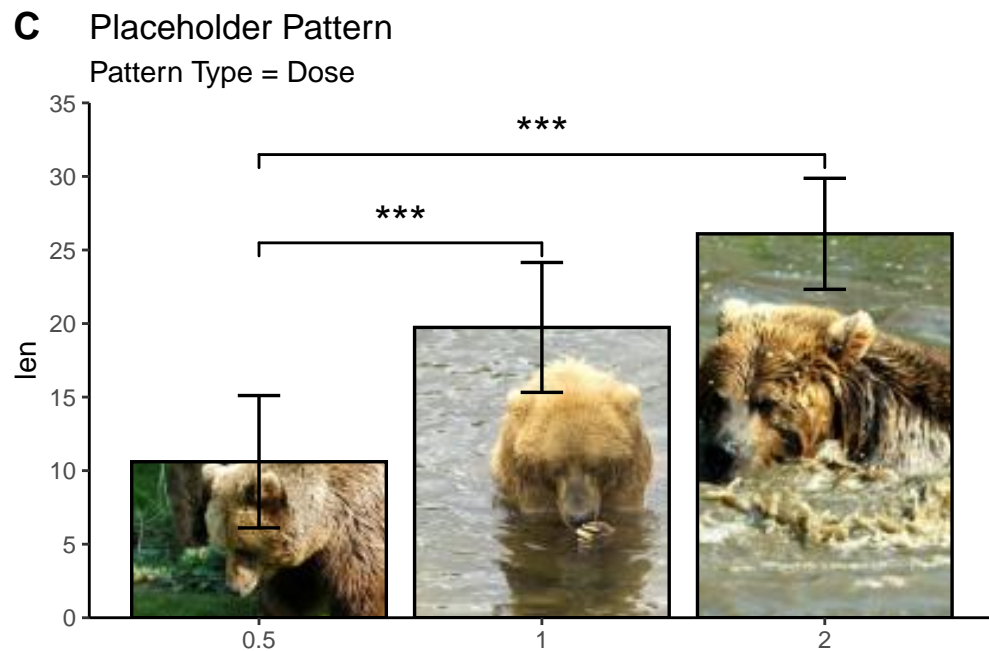 C Placeholder Pattern
Pattern Type = Dose
35
***
30
***
25
20
len
15
10
5
0
0.5 1 2